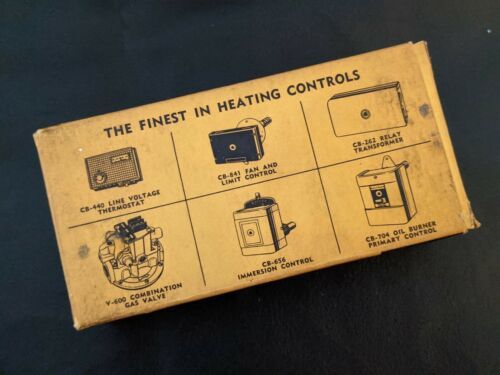 THE FINEST IN HEATING CONTROLS
CB-440 LINE VOLTAGE
THERMOSTAT
CB-841 FAN AND
LIMIT CONTROL
CB-262 RELAY
TRANSFORMER
V-600 COMBINATION
GAS VALVE
CB-656
IMMERSION CONTROL
CB-704 OIL BURNER
PRIMARY CONTROL